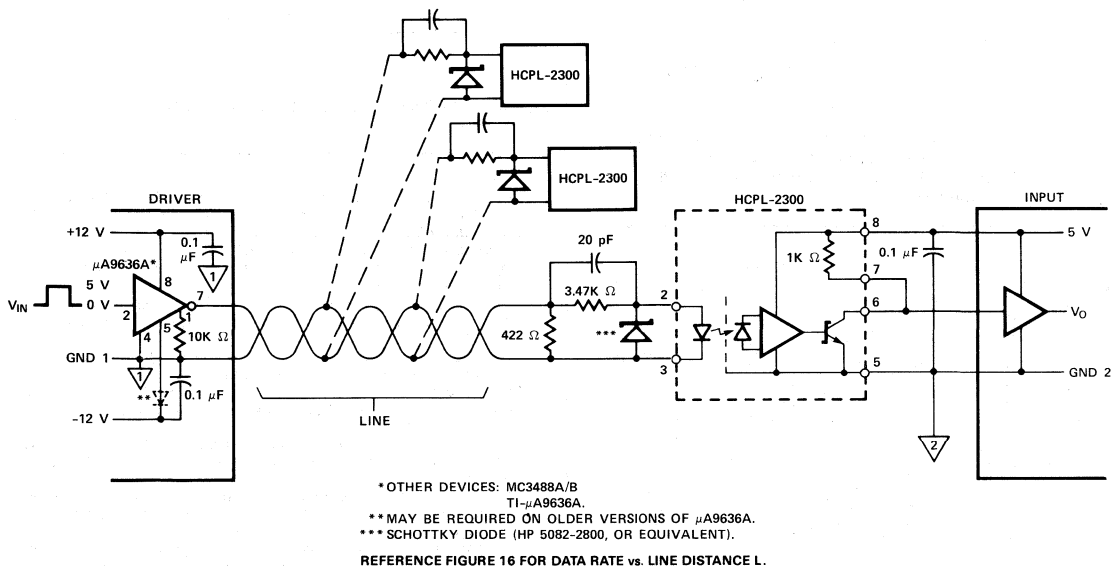 HCPL-2300
HCPL-2300
DRIVER
HCPL-2300
INPUT
+12 V
0.1 µF
1
µA9636A*
8
VIN
5 V
0 V
2
7
1
5
4
10K Ω
GND 1
1
**
0.1 µF
-12 V
LINE
20 pF
3.47K Ω
422 Ω
***
2
3
8
1K Ω
7
6
5
0.1 µF
5 V
VO
GND 2
2
*OTHER DEVICES: MC3488A/B
TI-µA9636A.
**MAY BE REQUIRED ON OLDER VERSIONS OF µA9636A.
***SCHOTTKY DIODE (HP 5082-2800, OR EQUIVALENT).
REFERENCE FIGURE 16 FOR DATA RATE vs. LINE DISTANCE L.